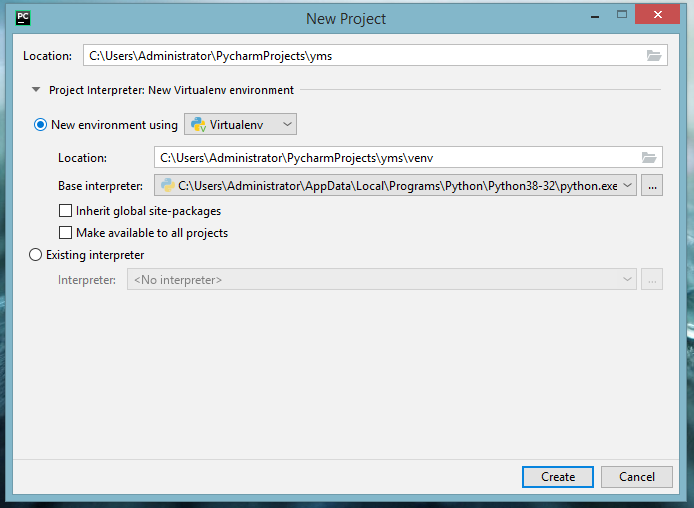 PC
New Project
Location: C:\Users\Administrator\PycharmProjects\yms
Project Interpreter: New Virtualenv environment
New environment using Virtualenv
Location: C:\Users\Administrator\PycharmProjects\yms\venv
Base interpreter: C:\Users\Administrator\AppData\Local\Programs\Python\Python38-32\python.exe ...
Inherit global site-packages
Make available to all projects
Existing interpreter
Interpreter: <No interpreter> ...
Create Cancel